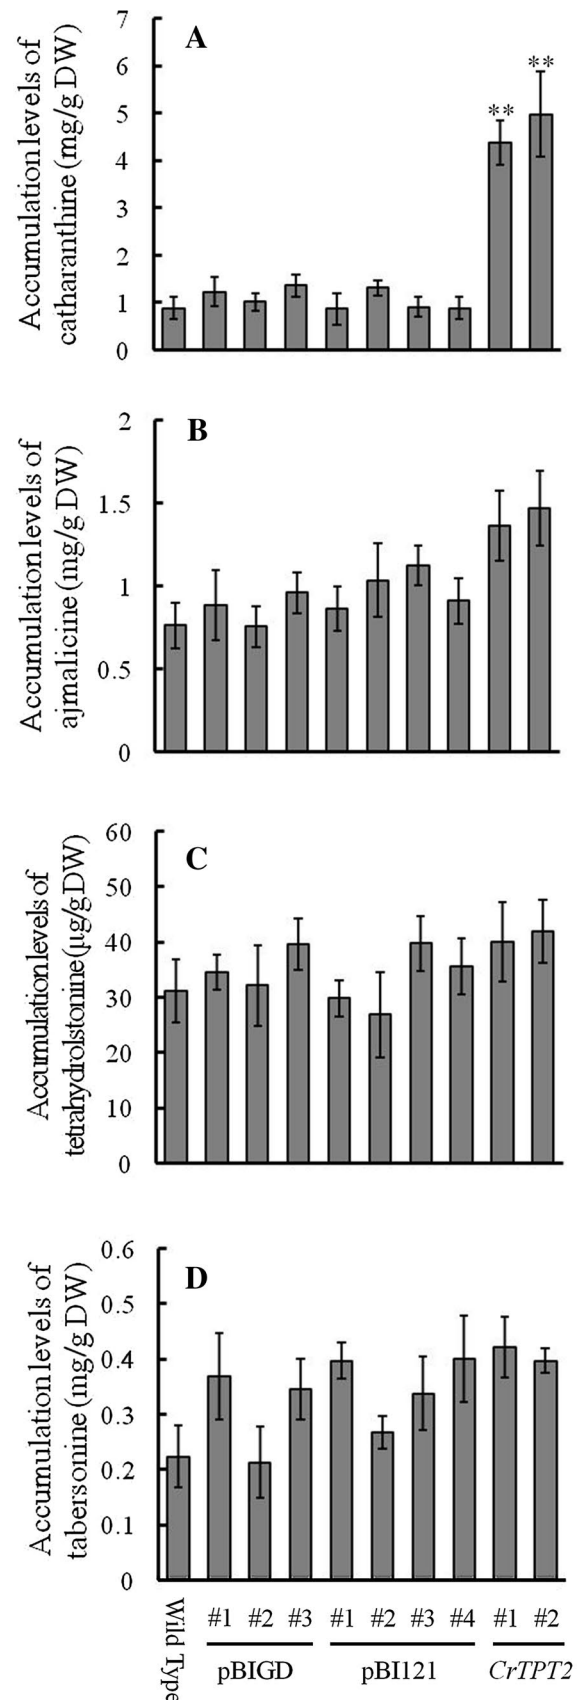 A
Accumulation levels of
catharanthine (mg/g DW)
7
6
5
4
3
2
1
0
**
**
B
Accumulation levels of
ajmalicine (mg/g DW)
2
1.5
1
0.5
0
C
Accumulation levels of
tetrahydrolstonine (µg/g DW)
60
50
40
30
20
10
0
D
Accumulation levels of
tabersonine (mg/g DW)
0.6
0.5
0.4
0.3
0.2
0.1
0
Wild Type
#1 #2 #3 #1 #2 #3 #4 #1 #2
pBIGD pBI121 CrTPT2